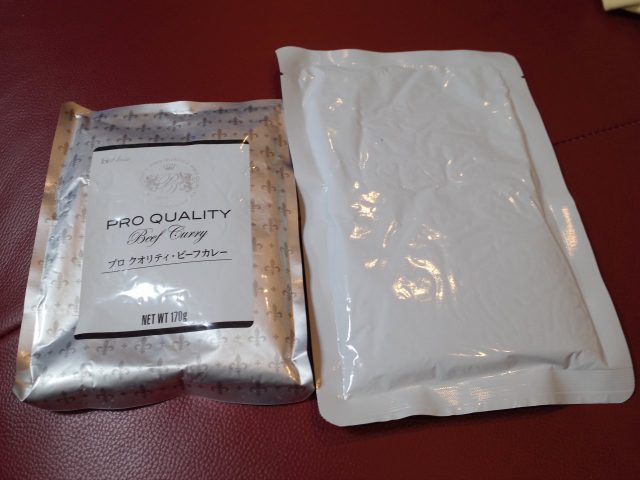 House
PRO QUALITY
Beef Curry
プロ クオリティ・ビーフカレー
NET WT 170g